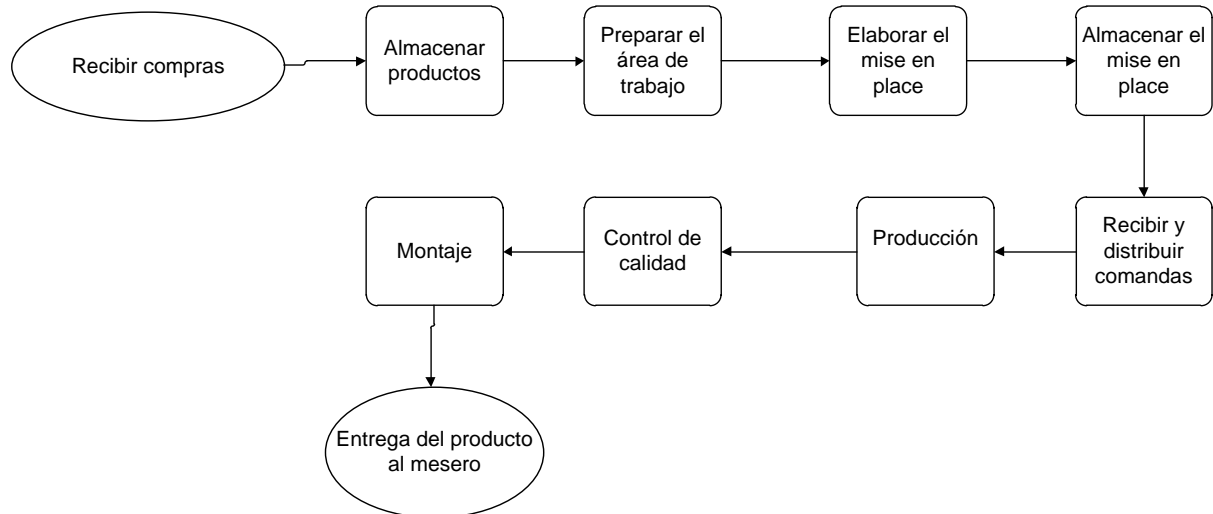 Recibir compras
Almacenar
productos
Preparar el
área de
trabajo
Elaborar el
mise en
place
Almacenar el
mise en
place
Recibir y
distribuir
comandas
Producción
Control de
calidad
Montaje
Entrega del producto
al mesero